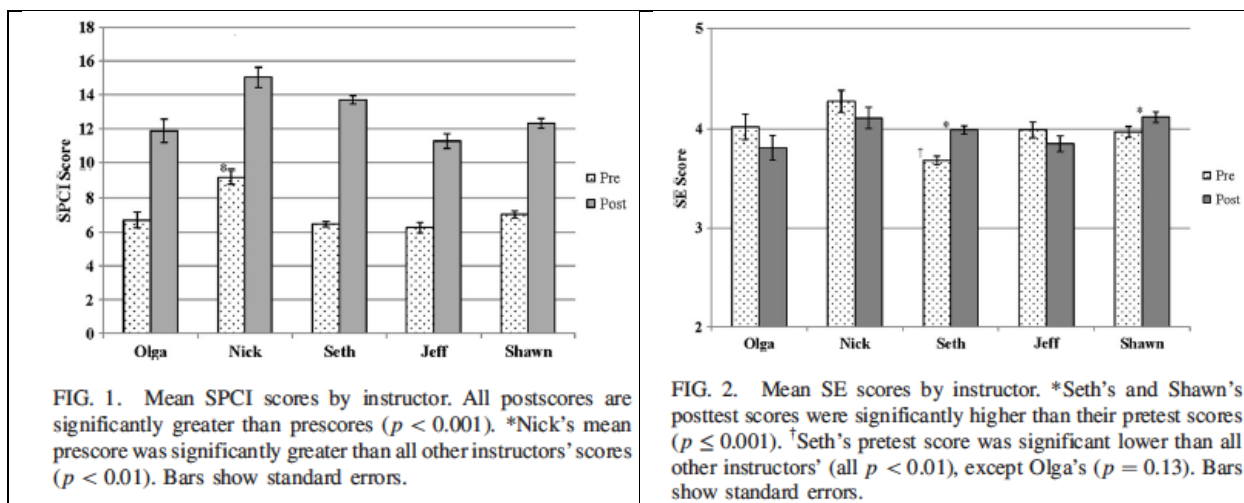 18
16
14
12
10
8
6
4
2
0
SPCI Score
*
Pre
Post
Olga Nick Seth Jeff Shawn
FIG. 1. Mean SPCI scores by instructor. All postscores are
significantly greater than prescores (p < 0.001). *Nick's mean
prescore was significantly greater than all other instructors' scores
(p < 0.01). Bars show standard errors.
5
4
3
2
SE Score
†
*
*
Pre
Post
Olga Nick Seth Jeff Shawn
FIG. 2. Mean SE scores by instructor. *Seth's and Shawn's
posttest scores were significantly higher than their pretest scores
(p ≤ 0.001). †Seth's pretest score was significant lower than all
other instructors' (all p < 0.01), except Olga's (p = 0.13). Bars
show standard errors.